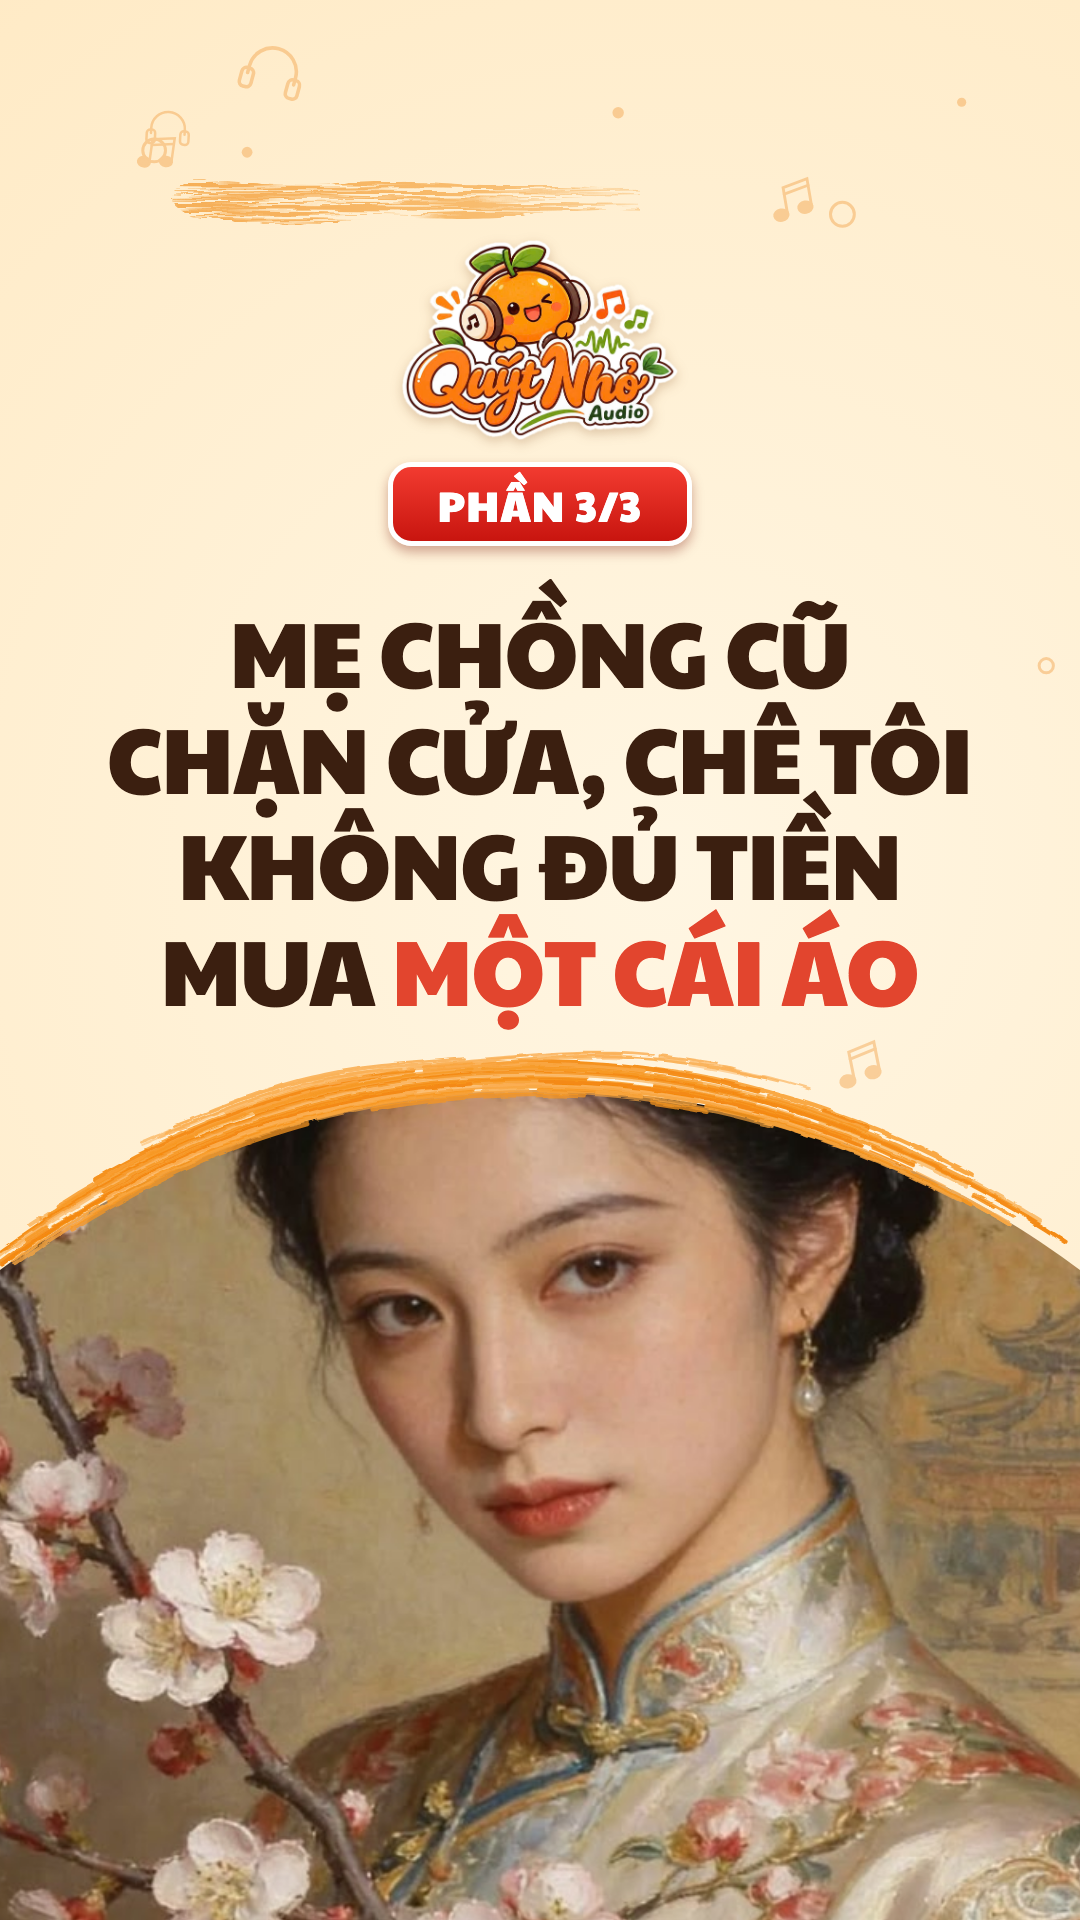 Quýt Nhỏ
Audio
PHẦN 3/3
MẸ CHỒNG CŨ
CHẶN CỬA, CHÊ TÔI
KHÔNG ĐỦ TIỀN
MUA MỘT CÁI ÁO